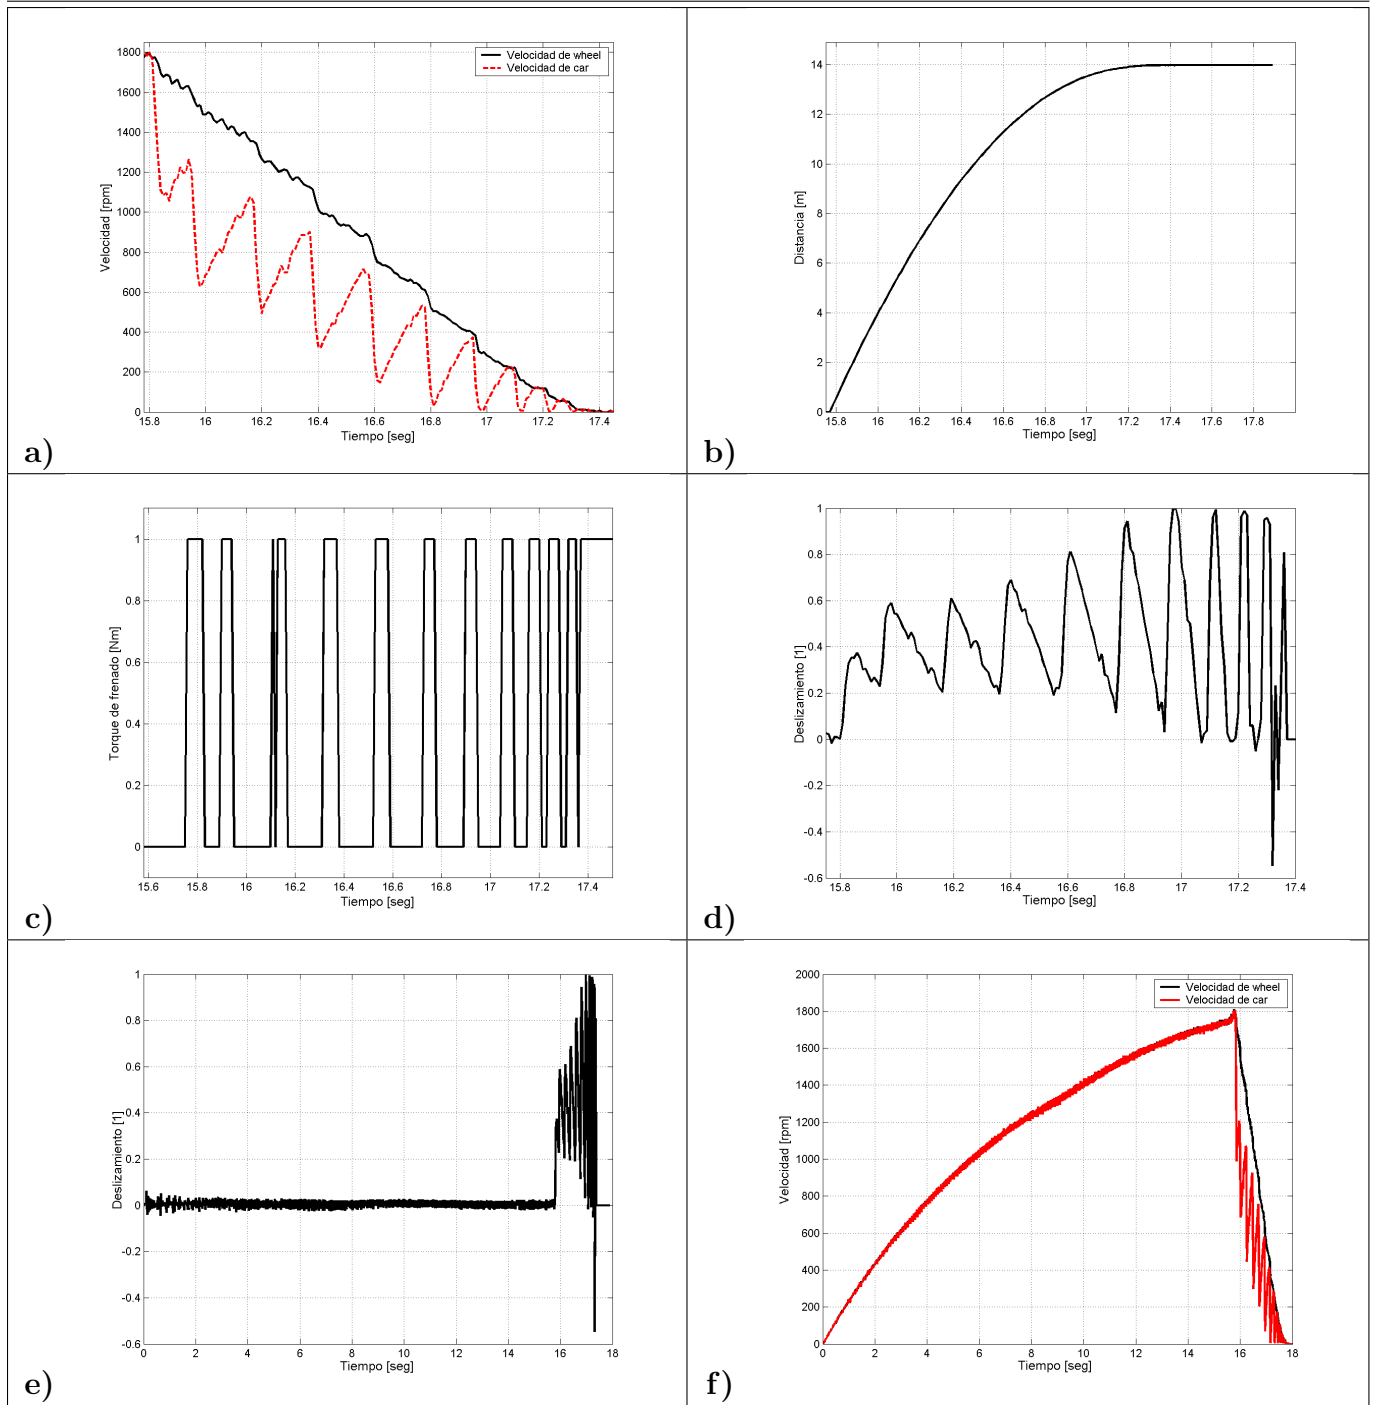 Velocidad de wheel
Velocidad de car
Velocidad [rpm]
1800
1600
1400
1200
1000
800
600
400
200
0
15.8 16 16.2 16.4 16.6 16.8 17 17.2 17.4
Tiempo [seg]
a)
Distancia [m]
14
12
10
8
6
4
2
0
15.8 16 16.2 16.4 16.6 16.8 17 17.2 17.4 17.6 17.8
Tiempo [seg]
b)
Torque de frenado [Nm]
1
0.8
0.6
0.4
0.2
0
15.6 15.8 16 16.2 16.4 16.6 16.8 17 17.2 17.4
Tiempo [seg]
c)
Deslizamiento [1]
1
0.8
0.6
0.4
0.2
0
-0.2
-0.4
-0.6
15.8 16 16.2 16.4 16.6 16.8 17 17.2 17.4
Tiempo [seg]
d)
Deslizamiento [1]
1
0.8
0.6
0.4
0.2
0
-0.2
-0.4
-0.6
0 2 4 6 8 10 12 14 16 18
Tiempo [seg]
e)
Velocidad de wheel
Velocidad de car
Velocidad [rpm]
2000
1800
1600
1400
1200
1000
800
600
400
200
0
0 2 4 6 8 10 12 14 16 18
Tiempo [seg]
f)